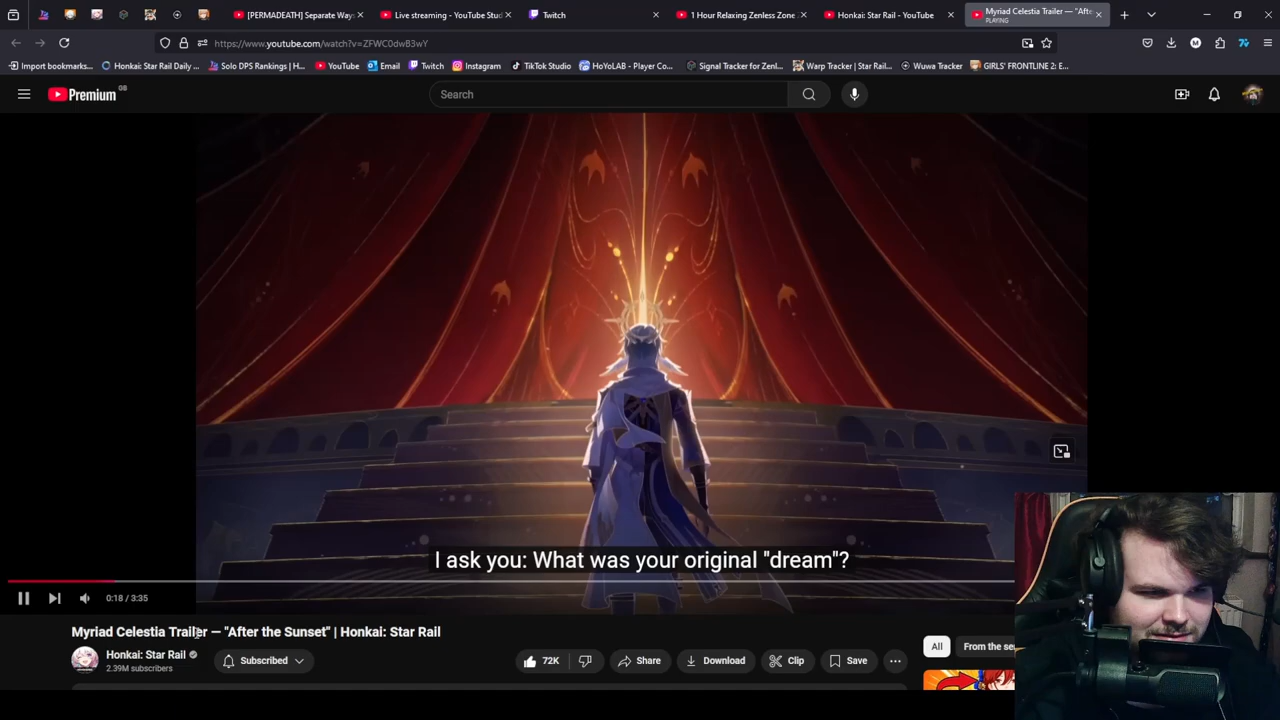 [PERMADEATH] Separate Ways
Live streaming - YouTube Stud
Twitch
1 Hour Relaxing Zenless Zone
Honkai: Star Rail - YouTube
Myriad Celestia Trailer — "Afte
PLAYING
https://www.youtube.com/watch?v=ZFWC0dwB3wY
Import bookmarks...
Honkai: Star Rail Daily ...
Solo DPS Rankings | H...
YouTube
Email
Twitch
Instagram
TikTok Studio
HoYoLAB - Player Co...
Signal Tracker for Zenl...
Warp Tracker | Star Rail...
Wuwa Tracker
GIRLS' FRONTLINE 2: E...
Premium GB
Search
I ask you: What was your original "dream"?
0:18 / 3:35
Myriad Celestia Trailer — "After the Sunset" | Honkai: Star Rail
Honkai: Star Rail
2.39M subscribers
Subscribed
72K
Share
Download
Clip
Save
All
From the se